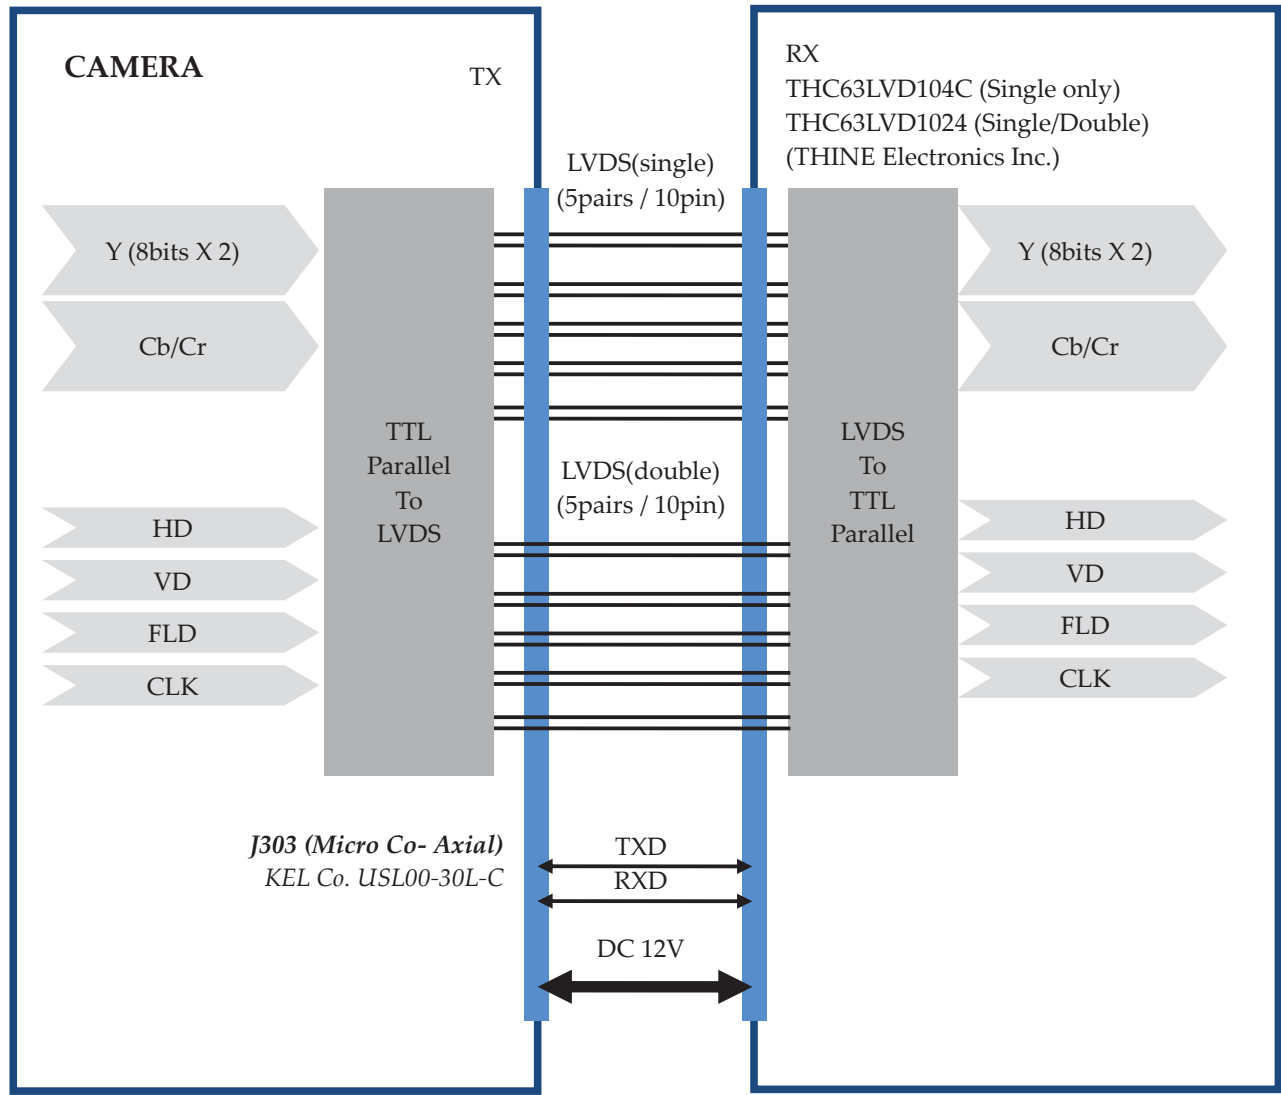 CAMERA
TX
RX
THC63LVD104C (Single only)
THC63LVD1024 (Single/Double)
(THINE Electronics Inc.)
LVDS(single)
(5pairs / 10pin)
Y (8bits X 2)
Cb/Cr
HD
VD
FLD
CLK
TTL
Parallel
To
LVDS
LVDS(double)
(5pairs / 10pin)
LVDS
To
TTL
Parallel
Y (8bits X 2)
Cb/Cr
HD
VD
FLD
CLK
J303 (Micro Co- Axial)
KEL Co. USL00-30L-C
TXD
RXD
DC 12V